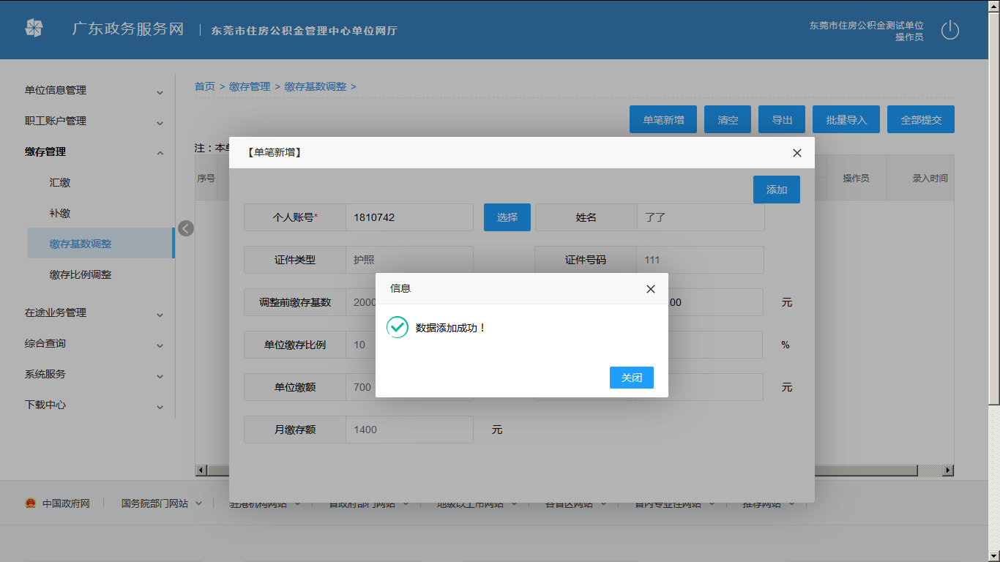 广东政务服务网 | 东莞市住房公积金管理中心单位网厅
东莞市住房公积金测试单位
操作员
单位信息管理
职工账户管理
缴存管理
汇缴
补缴
缴存基数调整
缴存比例调整
在途业务管理
综合查询
系统服务
下载中心
首页 > 缴存管理 > 缴存基数调整 >
单笔新增 清空 导出 批量导入 全部提交
注：本单
序号 操作员 录入时间
【单笔新增】
添加
个人账号* 1810742 选择 姓名 了了
证件类型 护照 证件号码 111
调整前缴存基数 2000 .00 元
单位缴存比例 10 %
单位缴额 700 元
月缴存额 1400 元
信息
数据添加成功！
关闭
中国政府网 国务院部门网站 驻港机构网站 省政府部门网站 地级以上市网站 各省区网站 省内专业性网站 推荐网站